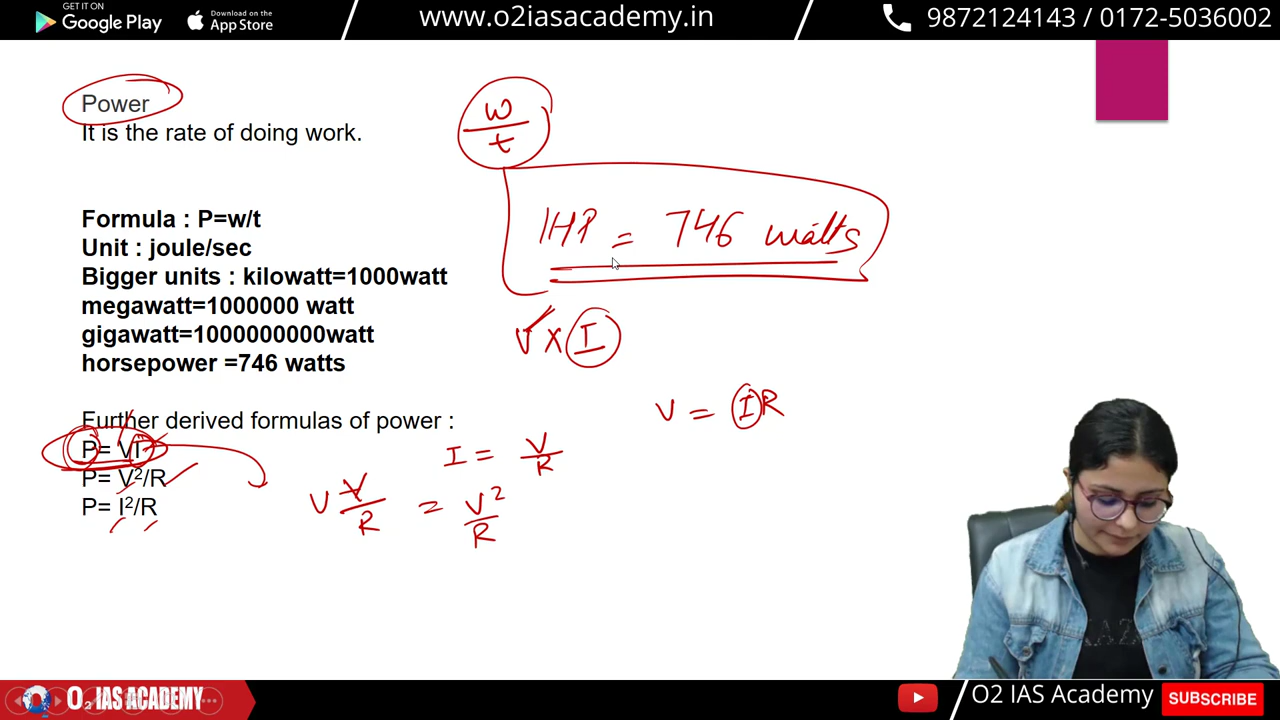 GET IT ON
Google Play
Download on the
App Store
www.o2iasacademy.in
9872124143 / 0172-5036002
Power
It is the rate of doing work.
w/t
Formula : P=w/t
Unit : joule/sec
Bigger units : kilowatt=1000watt
megawatt=1000000 watt
gigawatt=1000000000watt
horsepower =746 watts
1HP = 746 watts
V x I
V = IR
Further derived formulas of power :
P= VI
P= V²/R
P= I²/R
I = V/R
V V/R = V²/R
O2 IAS ACADEMY
O2 IAS Academy
SUBSCRIBE